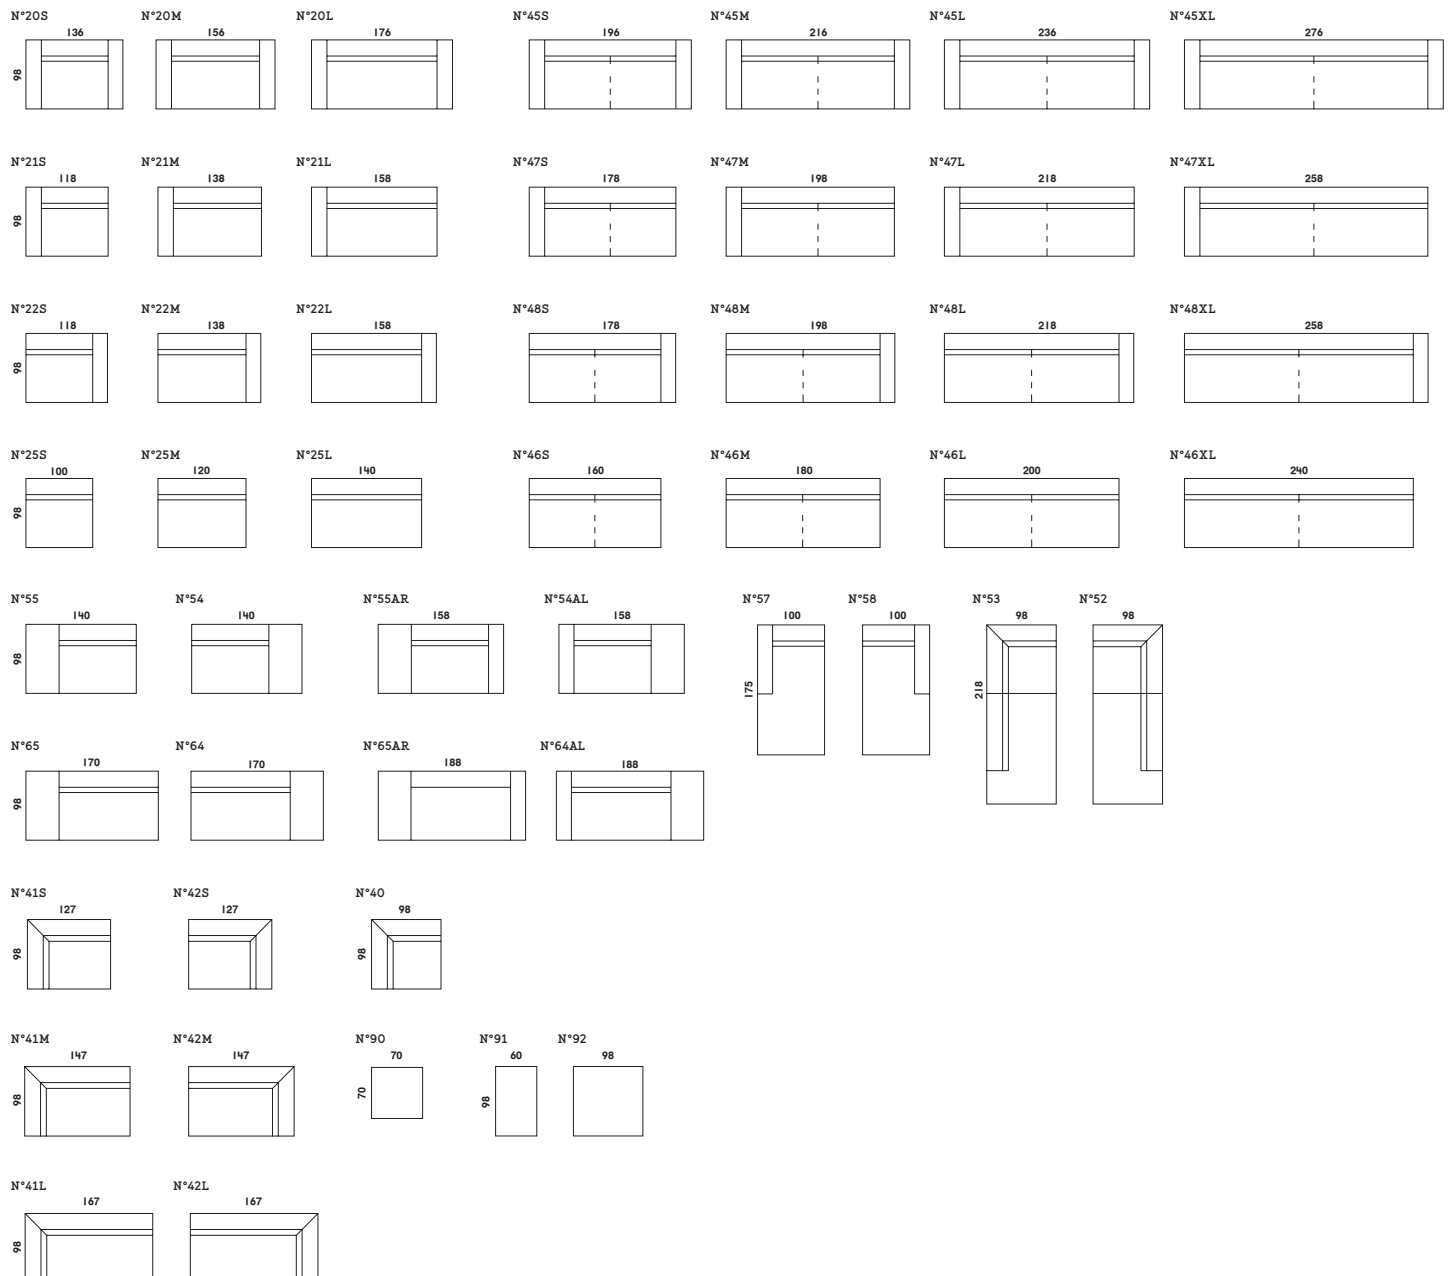 N°20S N°20M N°20L N°45S N°45M N°45L N°45XL
136 156 176 196 216 236 276
98
N°21S N°21M N°21L N°47S N°47M N°47L N°47XL
118 138 158 178 198 218 258
98
N°22S N°22M N°22L N°48S N°48M N°48L N°48XL
118 138 158 178 198 218 258
98
N°25S N°25M N°25L N°46S N°46M N°46L N°46XL
100 120 140 160 180 200 240
98
N°55 N°54 N°55AR N°54AL N°57 N°58 N°53 N°52
140 140 158 158 100 100 98 98
98 175 218
N°65 N°64 N°65AR N°64AL
170 170 188 188
98
N°41S N°42S N°40
127 127 98
98 98
N°41M N°42M N°90 N°91 N°92
147 147 70 60 98
98 70 98
N°41L N°42L
167 167
98